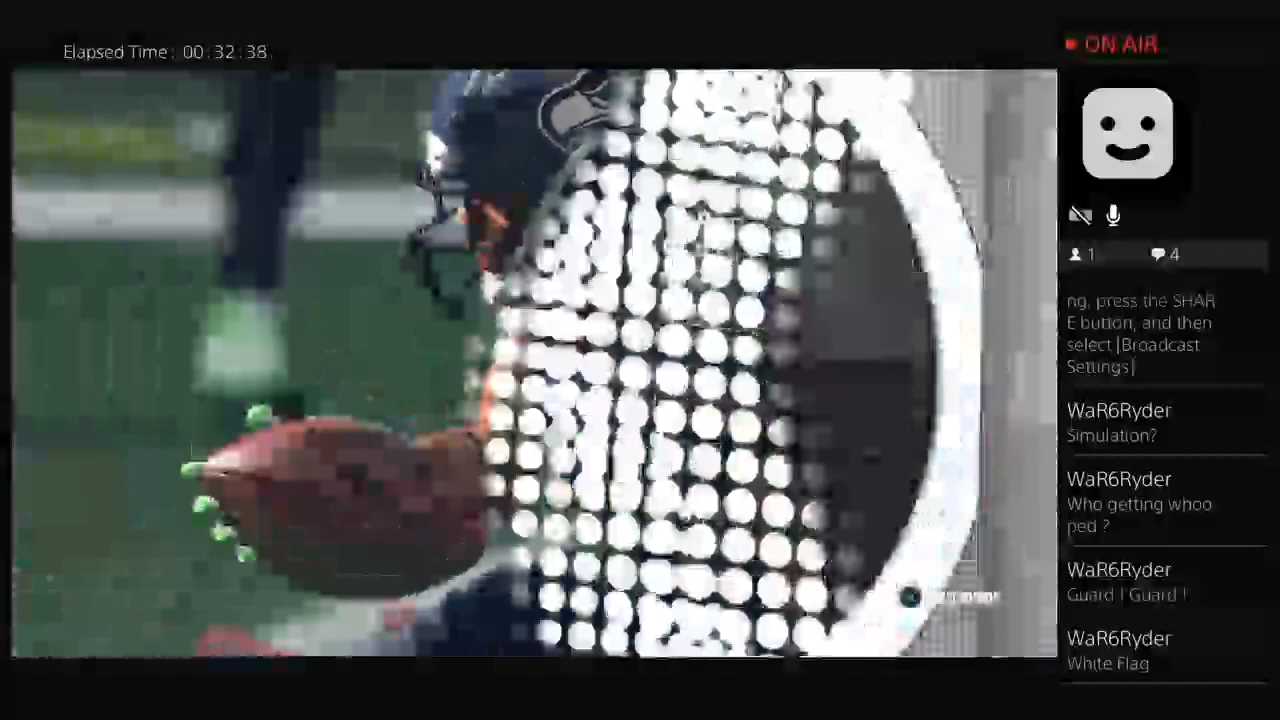 Elapsed Time: 00:32:38
ON AIR
1
4
ng, press the SHAR
E button, and then
select [Broadcast
Settings]
WaR6Ryder
Simulation?
WaR6Ryder
Who getting whoo
ped ?
WaR6Ryder
Guard ! Guard !
WaR6Ryder
White Flag